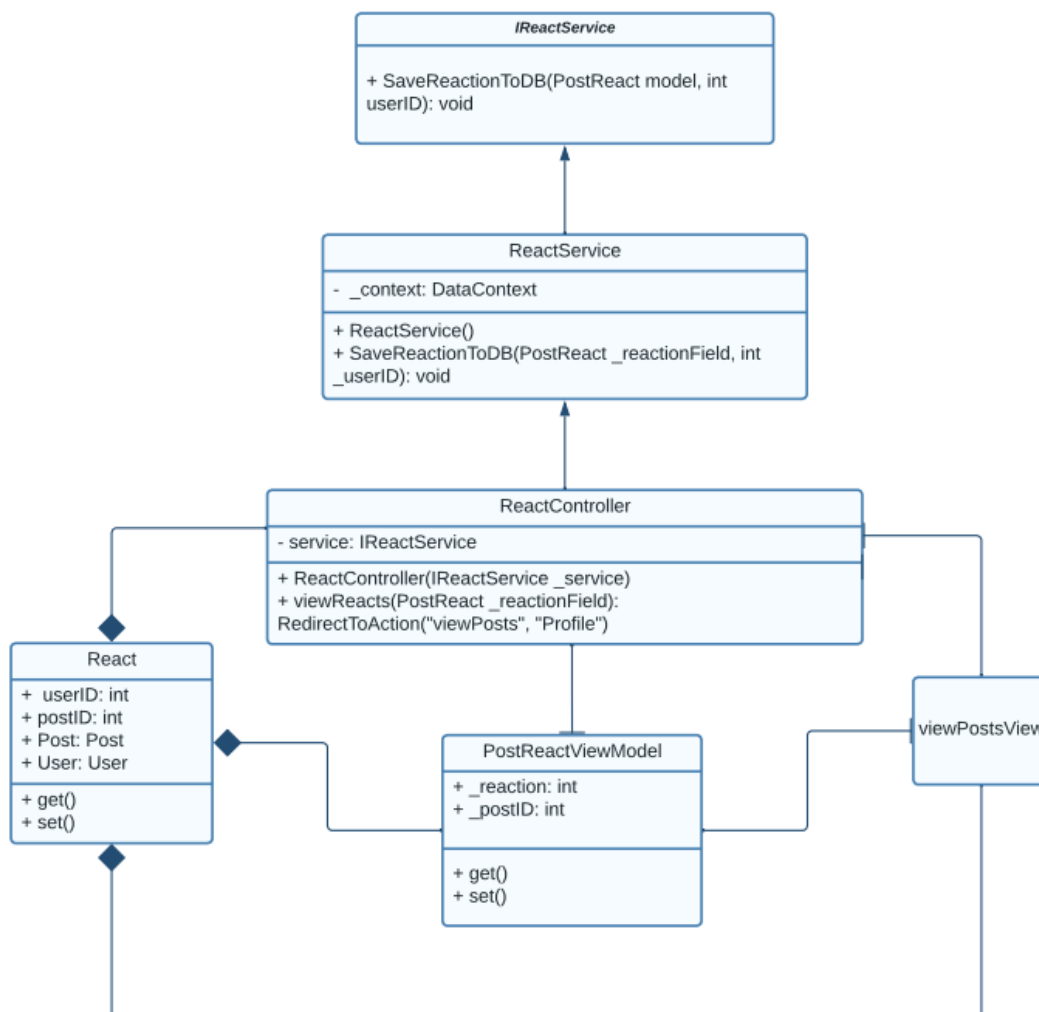 IReactService
+ SaveReactionToDB(PostReact model, int
userID): void
ReactService
- _context: DataContext
+ ReactService()
+ SaveReactionToDB(PostReact _reactionField, int
_userID): void
ReactController
- service: IReactService
+ ReactController(IReactService _service)
+ viewReacts(PostReact _reactionField):
RedirectToAction("viewPosts", "Profile")
React
+ userID: int
+ postID: int
+ Post: Post
+ User: User
+ get()
+ set()
PostReactViewModel
+ _reaction: int
+ _postID: int
+ get()
+ set()
viewPostsView